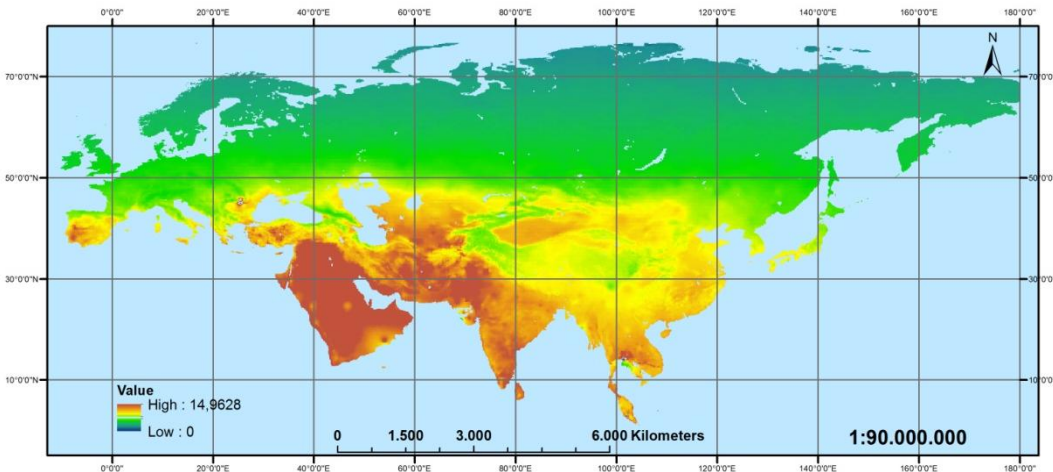 0°0'0"E 20°0'0"E 40°0'0"E 60°0'0"E 80°0'0"E 100°0'0"E 120°0'0"E 140°0'0"E 160°0'0"E 180°0'0"
N
70°0'0"N 70°0'0
50°0'0"N 50°0'0
30°0'0"N 30°0'0
10°0'0"N 10°0'0
Value
High : 14,9628
Low : 0
0 1.500 3.000 6.000 Kilometers
1:90.000.000
0°0'0"E 20°0'0"E 40°0'0"E 60°0'0"E 80°0'0"E 100°0'0"E 120°0'0"E 140°0'0"E 160°0'0"E 180°0'0"